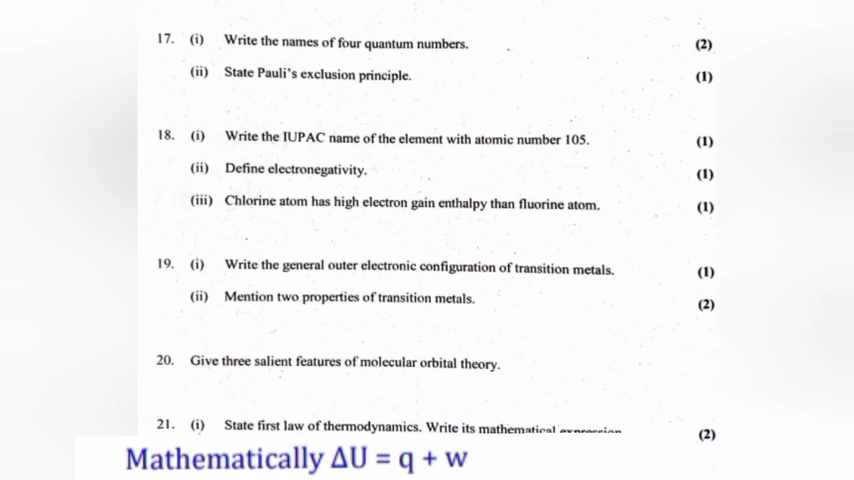 17. (i) Write the names of four quantum numbers. (2)
(ii) State Pauli's exclusion principle. (1)
18. (i) Write the IUPAC name of the element with atomic number 105. (1)
(ii) Define electronegativity. (1)
(iii) Chlorine atom has high electron gain enthalpy than fluorine atom. (1)
19. (i) Write the general outer electronic configuration of transition metals. (1)
(ii) Mention two properties of transition metals. (2)
20. Give three salient features of molecular orbital theory.
21. (i) State first law of thermodynamics. Write its mathematical expression (2)
Mathematically ΔU = q + w